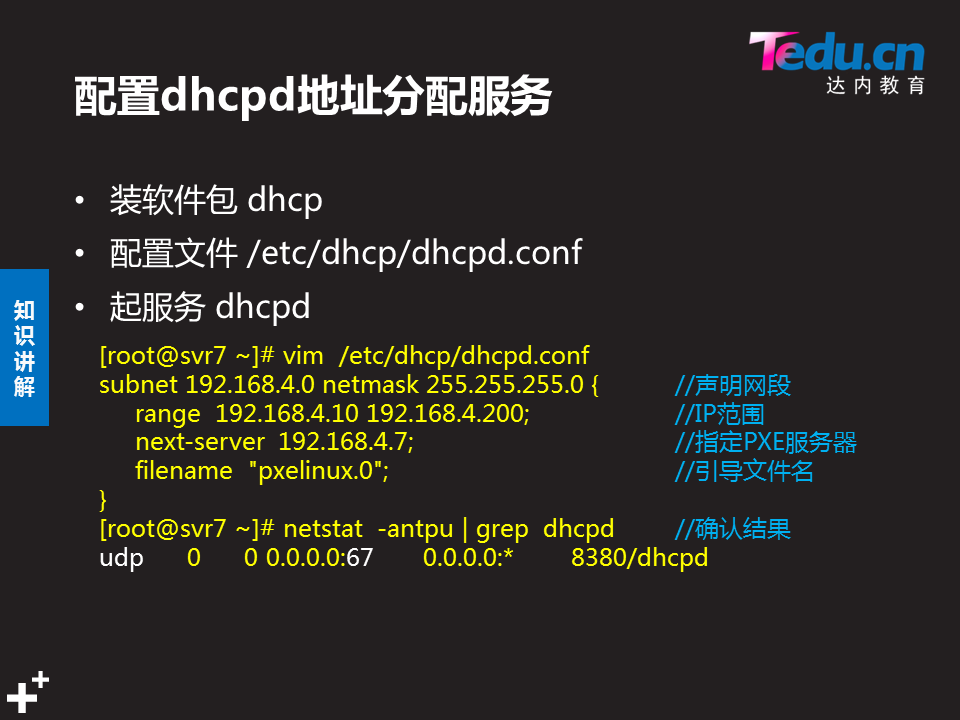 Tedu.cn
达内教育
配置dhcpd地址分配服务
• 装软件包 dhcp
• 配置文件 /etc/dhcp/dhcpd.conf
• 起服务 dhcpd
知识讲解
[root@svr7 ~]# vim  /etc/dhcp/dhcpd.conf
subnet 192.168.4.0 netmask 255.255.255.0 { //声明网段
range  192.168.4.10 192.168.4.200; //IP范围
next-server  192.168.4.7; //指定PXE服务器
filename  "pxelinux.0"; //引导文件名
}
[root@svr7 ~]# netstat  -antpu | grep  dhcpd //确认结果
udp 0 0 0.0.0.0:67 0.0.0.0:* 8380/dhcpd